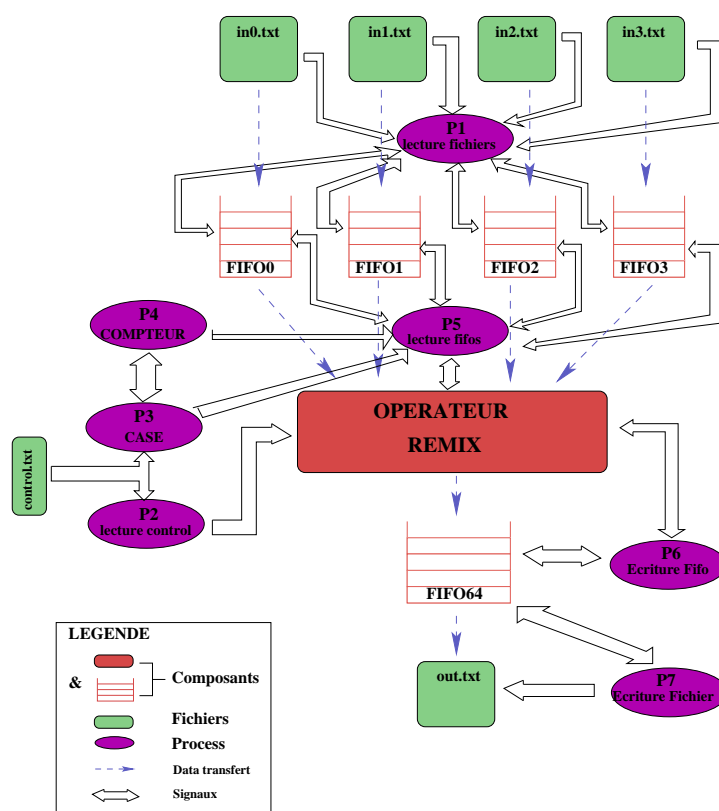 in0.txt
in1.txt
in2.txt
in3.txt
P1
lecture fichiers
FIFO0
FIFO1
FIFO2
FIFO3
P4
COMPTEUR
P5
lecture fifos
P3
CASE
OPERATEUR
REMIX
control.txt
P2
lecture control
P6
Ecriture Fifo
FIFO64
P7
Ecriture Fichier
out.txt
LEGENDE
&
Composants
Fichiers
Process
Data transfert
Signaux